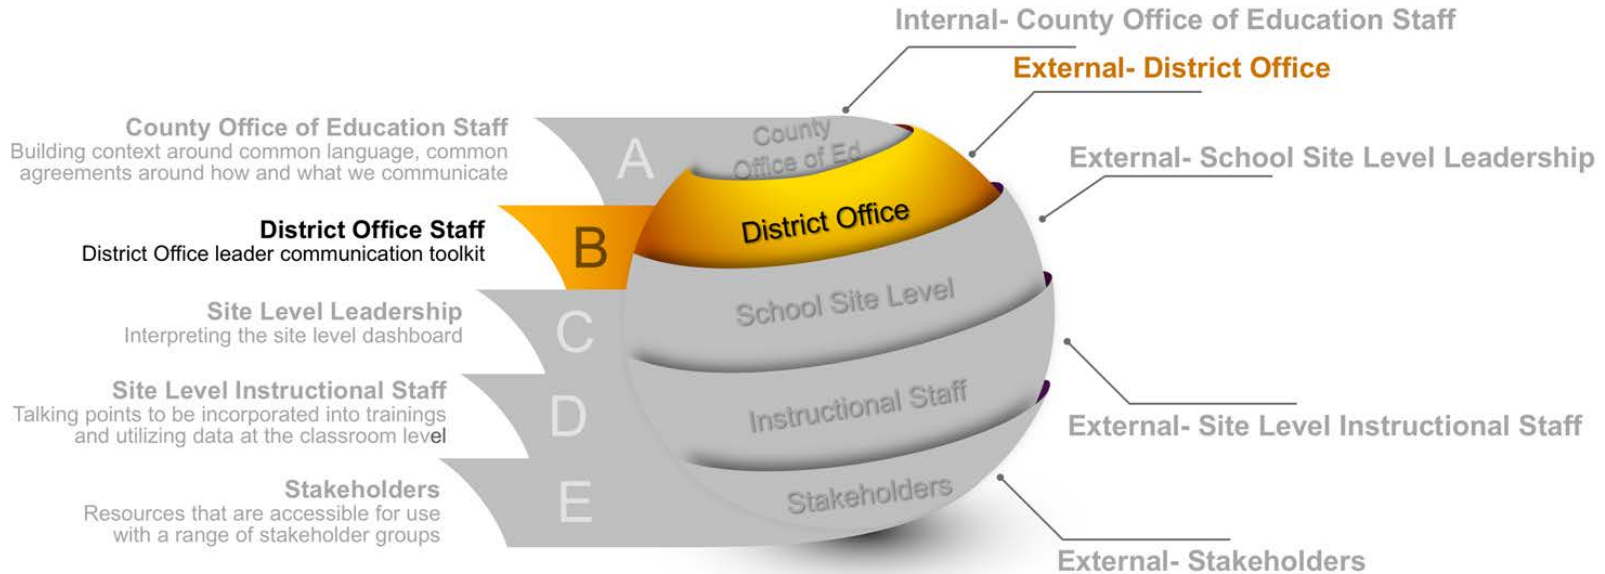 Internal- County Office of Education Staff
External- District Office
County Office of Education Staff
Building context around common language, common
agreements around how and what we communicate
A
County
Office of Ed
External- School Site Level Leadership
District Office Staff
District Office leader communication toolkit
B
District Office
Site Level Leadership
Interpreting the site level dashboard
C
School Site Level
Site Level Instructional Staff
Talking points to be incorporated into trainings
and utilizing data at the classroom level
D
Instructional Staff
External- Site Level Instructional Staff
Stakeholders
Resources that are accessible for use
with a range of stakeholder groups
E
Stakeholders
External- Stakeholders